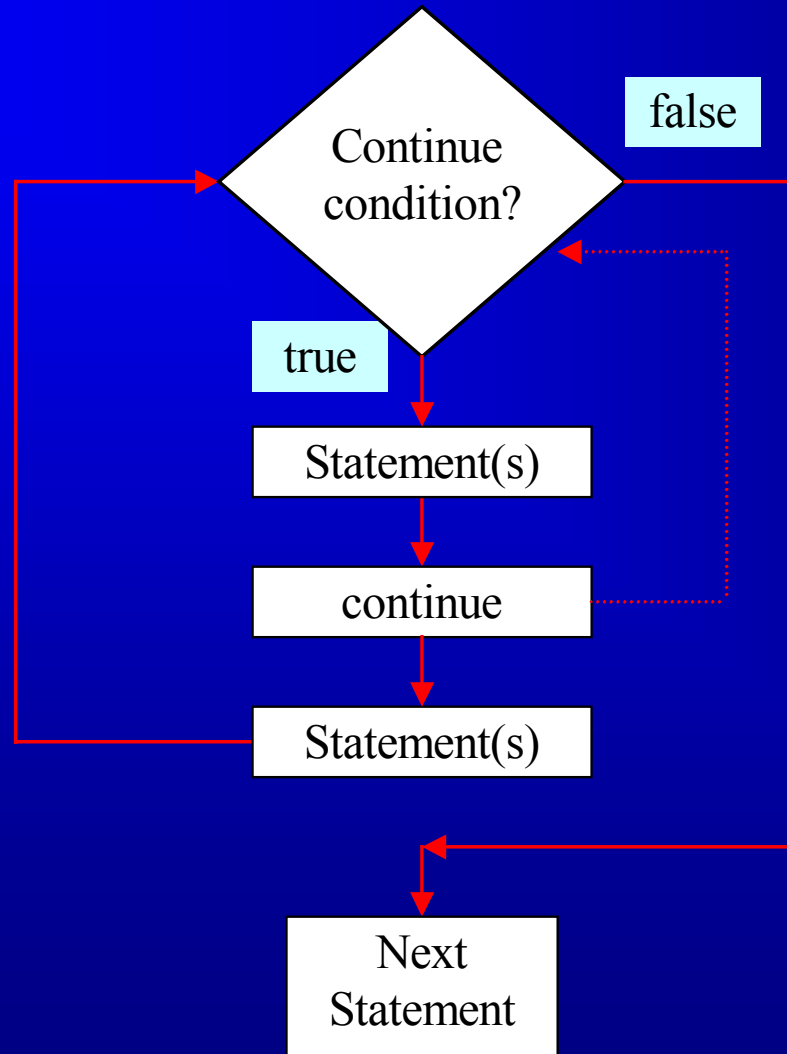 Continue
condition?
false
true
Statement(s)
continue
Statement(s)
Next
Statement